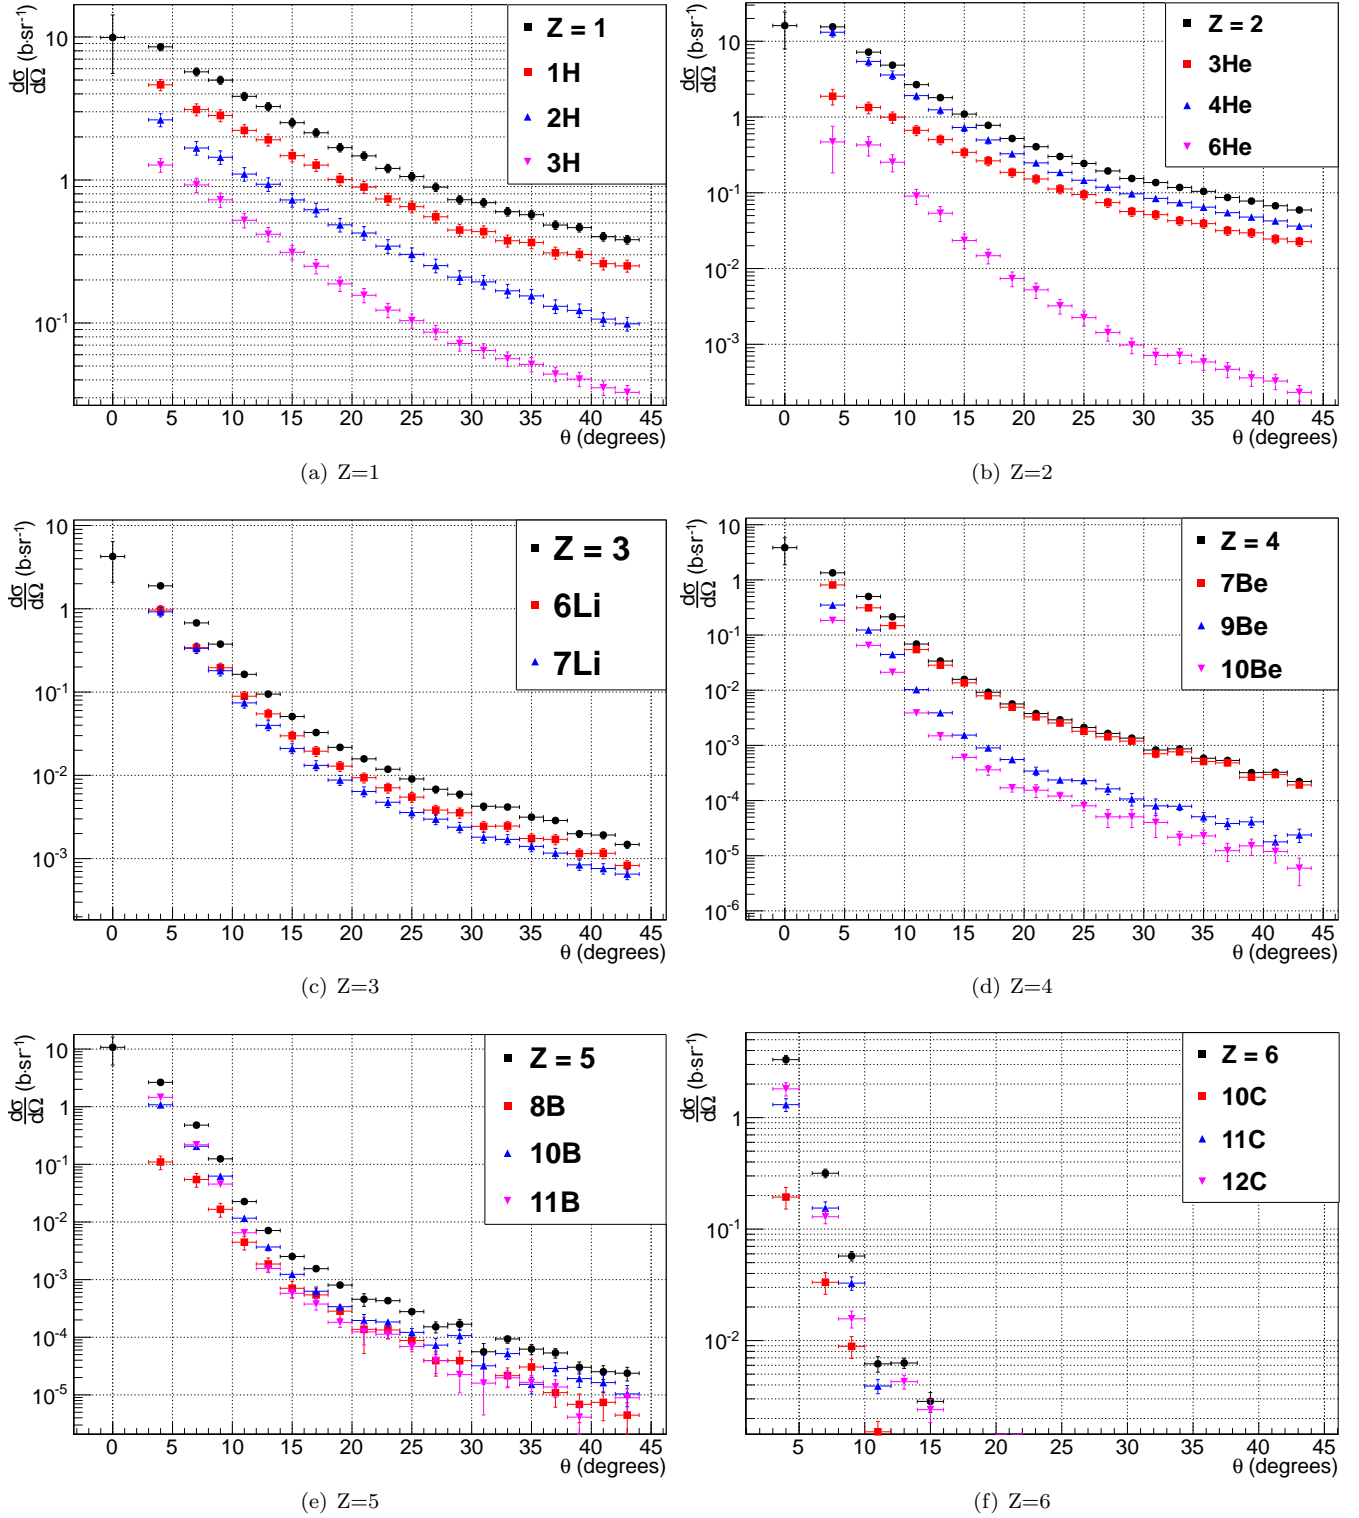 dσ/dΩ (b·sr⁻¹)
10
1
10⁻¹
Z = 1
1H
2H
3H
0 5 10 15 20 25 30 35 40 45
θ (degrees)
(a) Z=1
dσ/dΩ (b·sr⁻¹)
10
1
10⁻¹
10⁻²
10⁻³
Z = 2
3He
4He
6He
0 5 10 15 20 25 30 35 40 45
θ (degrees)
(b) Z=2
dσ/dΩ (b·sr⁻¹)
10
1
10⁻¹
10⁻²
10⁻³
Z = 3
6Li
7Li
0 5 10 15 20 25 30 35 40 45
θ (degrees)
(c) Z=3
dσ/dΩ (b·sr⁻¹)
10
1
10⁻¹
10⁻²
10⁻³
10⁻⁴
10⁻⁵
10⁻⁶
Z = 4
7Be
9Be
10Be
0 5 10 15 20 25 30 35 40 45
θ (degrees)
(d) Z=4
dσ/dΩ (b·sr⁻¹)
10
1
10⁻¹
10⁻²
10⁻³
10⁻⁴
10⁻⁵
Z = 5
8B
10B
11B
0 5 10 15 20 25 30 35 40 45
θ (degrees)
(e) Z=5
dσ/dΩ (b·sr⁻¹)
1
10⁻¹
10⁻²
Z = 6
10C
11C
12C
5 10 15 20 25 30 35 40 45
θ (degrees)
(f) Z=6